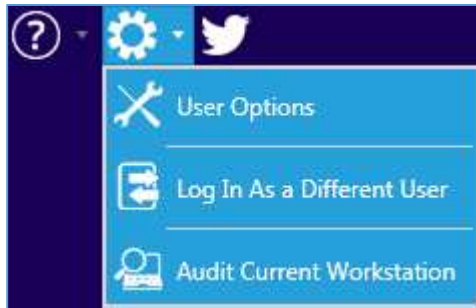 ?
User Options
Log In As a Different User
Audit Current Workstation